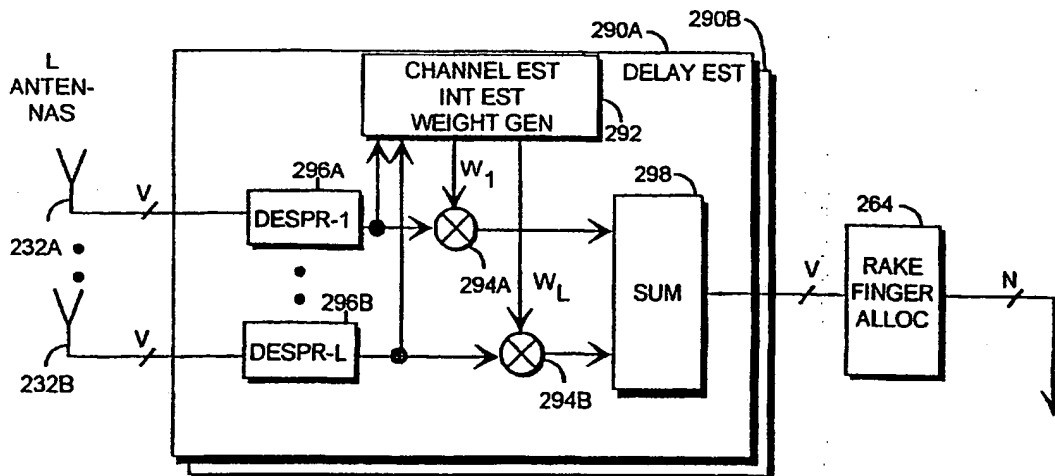 290B
290A
L
ANTEN-
NAS
CHANNEL EST
INT EST
WEIGHT GEN
DELAY EST
292
296A
W1
298
264
V
DESPR-1
232A
294A
SUM
V
RAKE
FINGER
ALLOC
N
296B
WL
V
DESPR-L
232B
294B